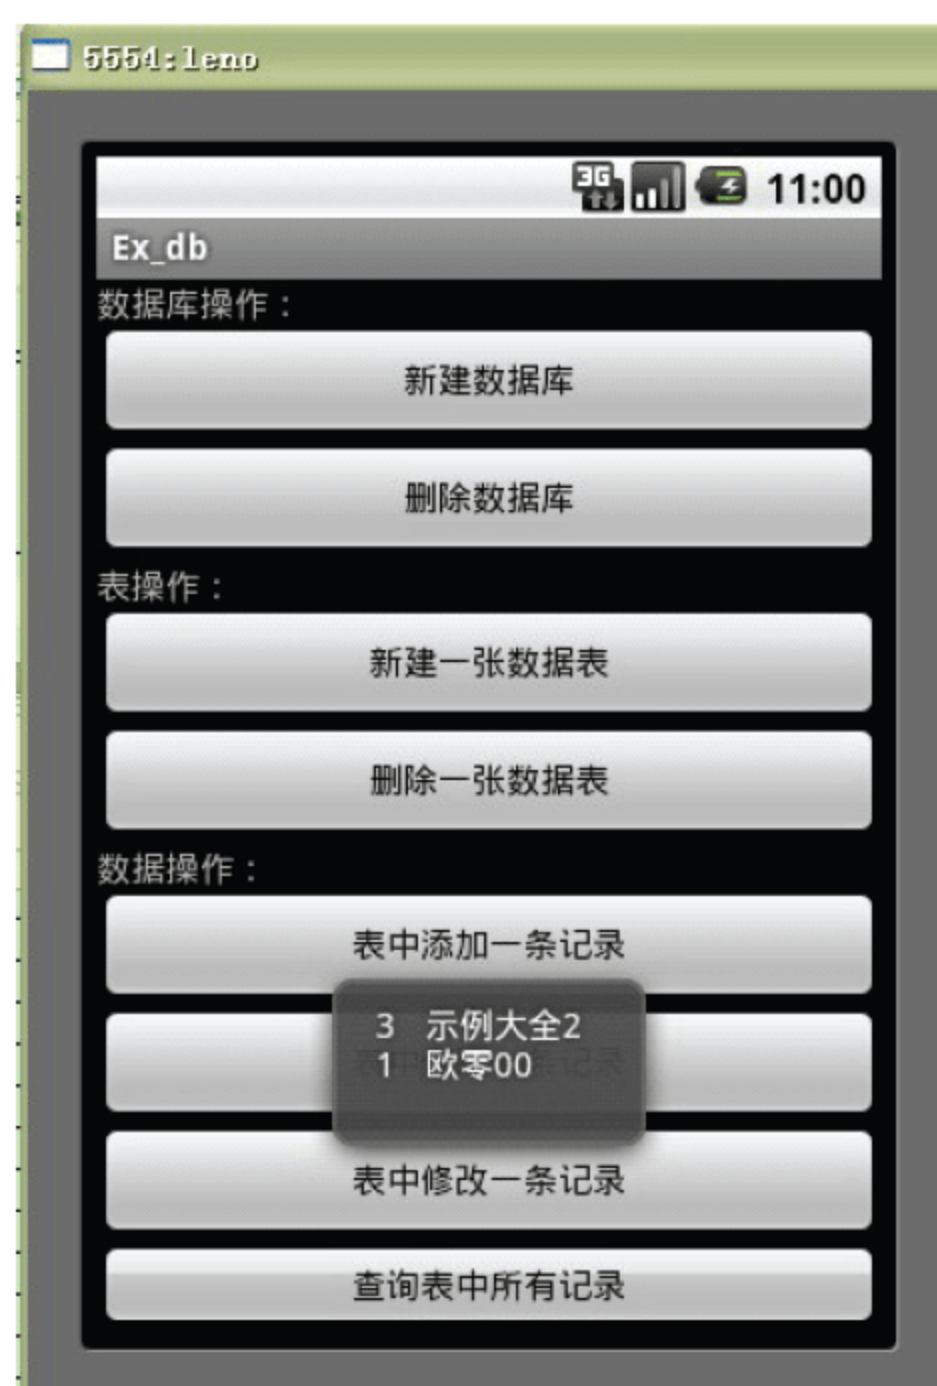 5554:leno
3G 11:00
Ex_db
数据库操作：
新建数据库
删除数据库
表操作：
新建一张数据表
删除一张数据表
数据操作：
表中添加一条记录
3 示例大全2
1 欧零00
表中修改一条记录
查询表中所有记录